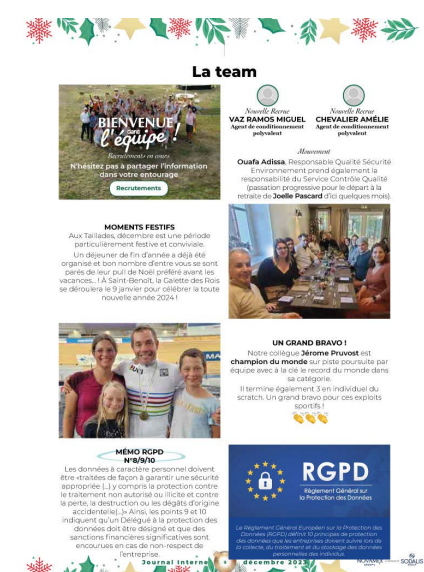 La team
BIENVENUE
dans
l'équipe !
Recrutements en cours
N'hésitez pas à partager l'information
dans votre entourage
Recrutements
Nouvelle Recrue
VAZ RAMOS MIGUEL
Agent de conditionnement
polyvalent
Nouvelle Recrue
CHEVALIER AMÉLIE
Agent de conditionnement
polyvalent
Mouvement
Ouafa Adissa, Responsable Qualité Sécurité
Environnement prend également la
responsabilité du Service Contrôle Qualité
(passation progressive pour le départ à la
retraite de Joelle Pascard d'ici quelques mois).
MOMENTS FESTIFS
Aux Taillades, décembre est une période
particulièrement festive et conviviale.
Un déjeuner de fin d'année a déjà été
organisé et bon nombre d'entre vous se sont
parés de leur pull de Noël préféré avant les
vacances... ! À Saint-Benoît, la Galette des Rois
se déroulera le 9 janvier pour célébrer la toute
nouvelle année 2024 !
UN GRAND BRAVO !
Notre collègue Jérome Pruvost est
champion du monde sur piste poursuite par
équipe avec à la clé le record du monde dans
sa catégorie.
Il termine également 3 en individuel du
scratch. Un grand bravo pour ces exploits
sportifs !
MÉMO RGPD
N°8/9/10
Les données à caractère personnel doivent
être «traitées de façon à garantir une sécurité
appropriée (...) y compris la protection contre
le traitement non autorisé ou illicite et contre
la perte, la destruction ou les dégâts d'origine
accidentelle(...)» Ainsi, les points 9 et 10
indiquent qu'un Délégué à la protection des
données doit être désigné et que des
sanctions financières significatives sont
encourues en cas de non-respect de
l'entreprise.
RGPD
Règlement Général sur
la Protection des Données
Le Règlement Général Européen sur la Protection des
Données (RGPD) définit 10 principes de protection
des données que les entreprises doivent suivre lors de
la collecte, du traitement et du stockage des données
personnelles des individus.
Journal Interne
décembre 2023
SODALIS